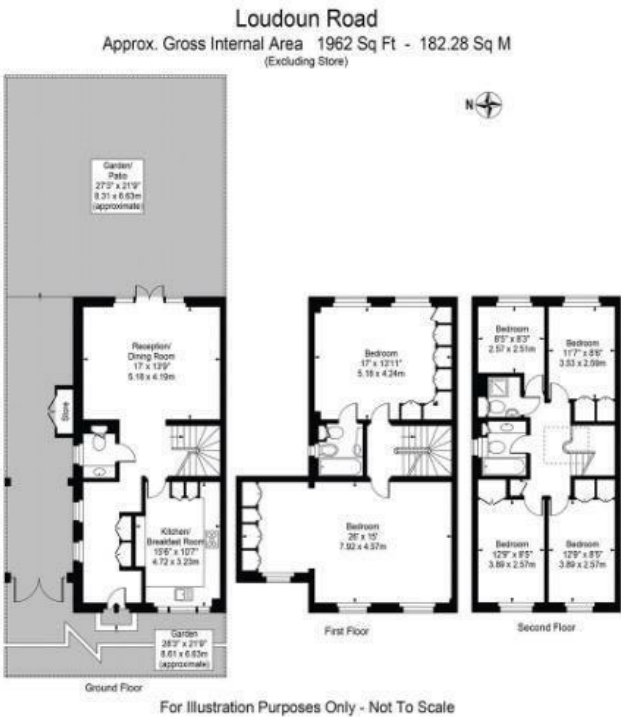 Loudoun Road
Approx. Gross Internal Area 1962 Sq Ft - 182.28 Sq M
(Excluding Store)
N
Garden/
Patio
27'3" x 21'9"
8.31 x 6.63m
(approximate)
Reception/
Dining Room
17' x 13'9"
5.18 x 4.19m
Store
Kitchen/
Breakfast Room
15'6" x 10'7"
4.72 x 3.23m
Garden
28'3" x 21'9"
8.61 x 6.63m
(approximate)
Ground Floor
Bedroom
17' x 13'11"
5.18 x 4.24m
Bedroom
26' x 15'
7.92 x 4.57m
First Floor
Bedroom
8'5" x 8'3"
2.57 x 2.51m
Bedroom
11'7" x 8'6"
3.53 x 2.59m
Bedroom
12'9" x 8'5"
3.89 x 2.57m
Bedroom
12'9" x 8'5"
3.89 x 2.57m
Second Floor
For Illustration Purposes Only - Not To Scale